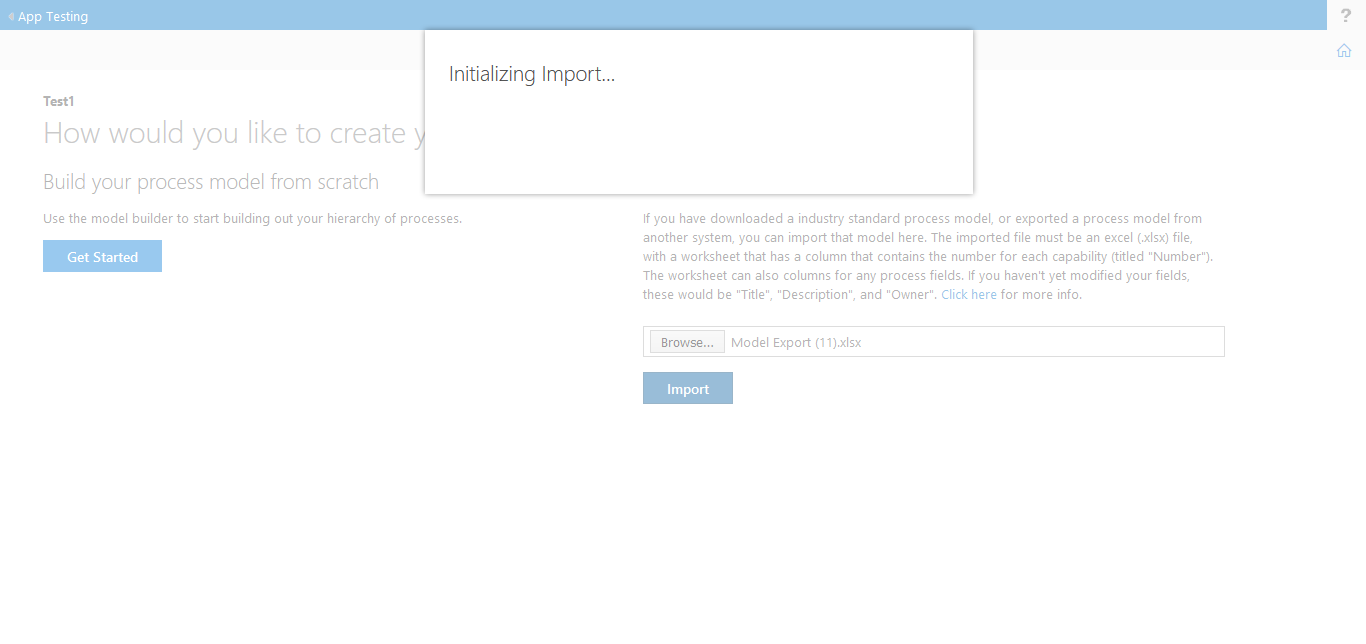 App Testing
?
Initializing Import...
Test1
How would you like to create y
Build your process model from scratch
Use the model builder to start building out your hierarchy of processes.
Get Started
If you have downloaded a industry standard process model, or exported a process model from
another system, you can import that model here. The imported file must be an excel (.xlsx) file,
with a worksheet that has a column that contains the number for each capability (titled "Number").
The worksheet can also columns for any process fields. If you haven't yet modified your fields,
these would be "Title", "Description", and "Owner". Click here for more info.
Browse... Model Export (11).xlsx
Import